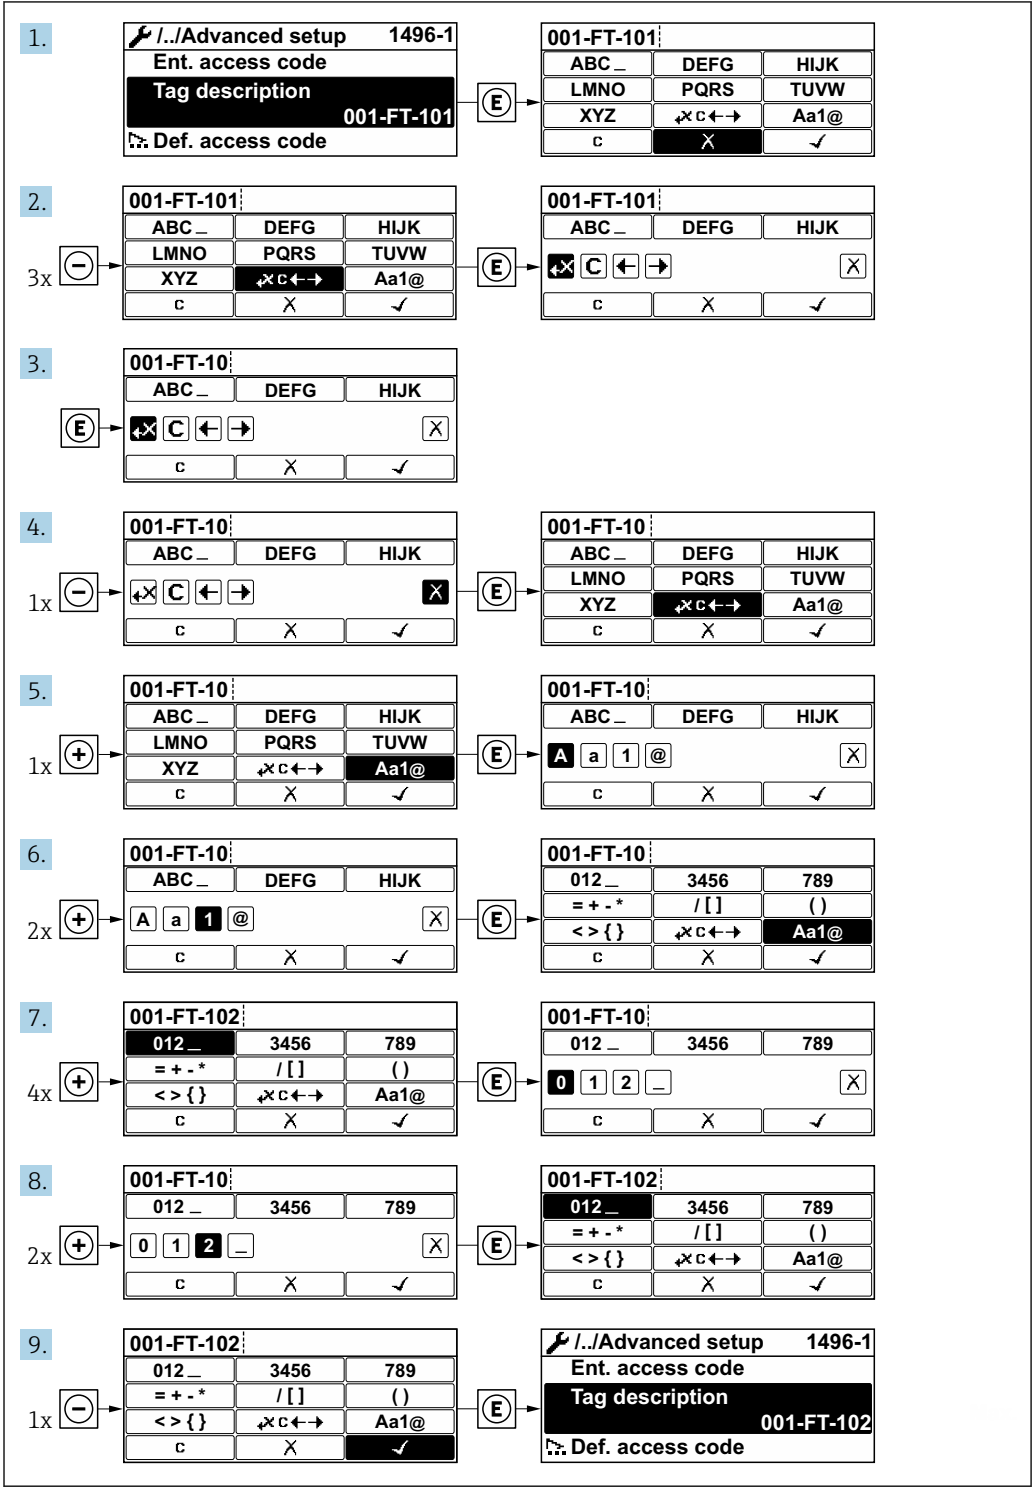 1.
/../Advanced setup 1496-1
Ent. access code
Tag description
001-FT-101
Def. access code
E
001-FT-101
ABC_ DEFG HIJK
LMNO PQRS TUVW
XYZ C←→ Aa1@
C X ✓
2.
3x −
001-FT-101
ABC_ DEFG HIJK
LMNO PQRS TUVW
XYZ C←→ Aa1@
C X ✓
E
001-FT-101
ABC_ DEFG HIJK
C ← → X
C X ✓
3.
E
001-FT-10
ABC_ DEFG HIJK
C ← → X
C X ✓
4.
1x −
001-FT-10
ABC_ DEFG HIJK
C ← → X
C X ✓
E
001-FT-10
ABC_ DEFG HIJK
LMNO PQRS TUVW
XYZ C←→ Aa1@
C X ✓
5.
1x +
001-FT-10
ABC_ DEFG HIJK
LMNO PQRS TUVW
XYZ C←→ Aa1@
C X ✓
E
001-FT-10
ABC_ DEFG HIJK
A a 1 @ X
C X ✓
6.
2x +
001-FT-10
ABC_ DEFG HIJK
A a 1 @ X
C X ✓
E
001-FT-10
012_ 3456 789
=+-* /[] ()
<>{} C←→ Aa1@
C X ✓
7.
4x +
001-FT-102
012_ 3456 789
=+-* /[] ()
<>{} C←→ Aa1@
C X ✓
E
001-FT-10
012_ 3456 789
0 1 2 _ X
C X ✓
8.
2x +
001-FT-10
012_ 3456 789
0 1 2 _ X
C X ✓
E
001-FT-102
012_ 3456 789
=+-* /[] ()
<>{} C←→ Aa1@
C X ✓
9.
1x −
001-FT-102
012_ 3456 789
=+-* /[] ()
<>{} C←→ Aa1@
C X ✓
E
/../Advanced setup 1496-1
Ent. access code
Tag description
001-FT-102
Def. access code